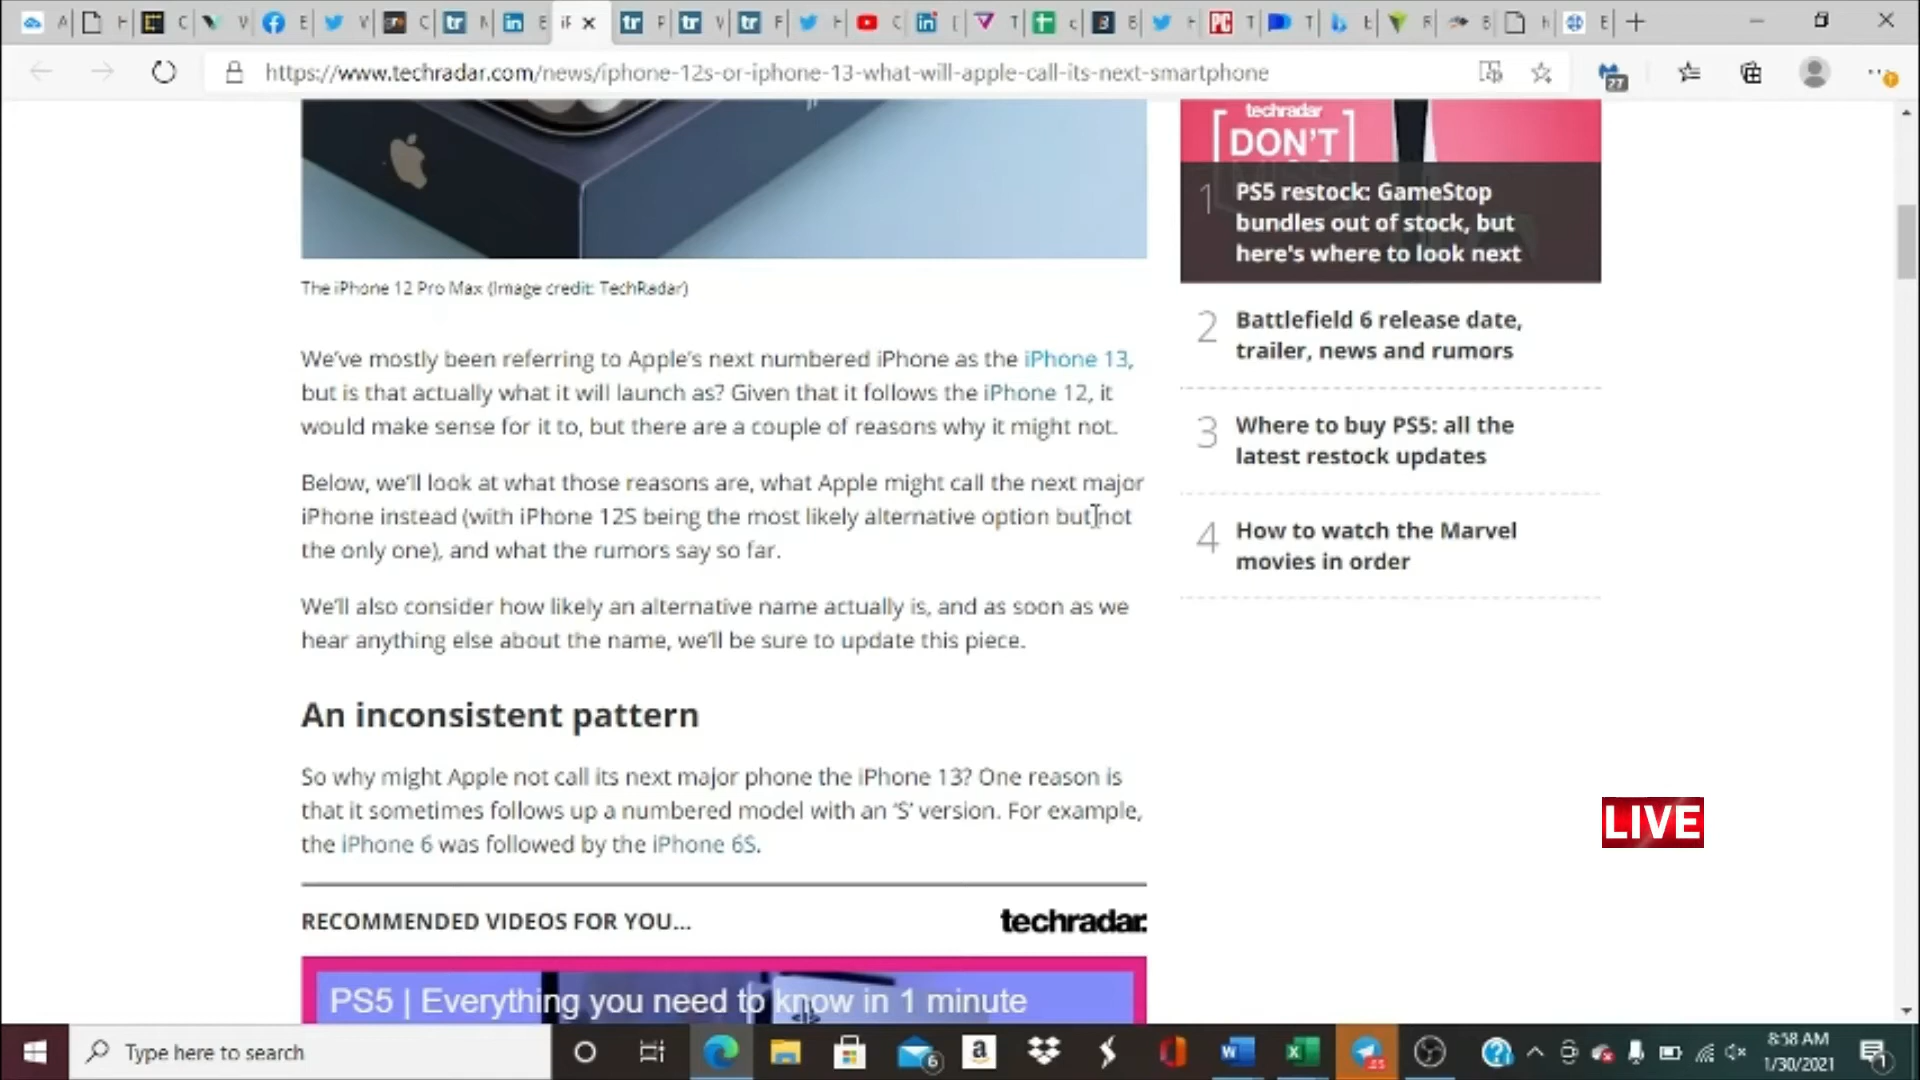 https://www.techradar.com/news/iphone-12s-or-iphone-13-what-will-apple-call-its-next-smartphone
27
techradar
DON'T
MISS
1
PS5 restock: GameStop
bundles out of stock, but
here's where to look next
The iPhone 12 Pro Max (Image credit: TechRadar)
We've mostly been referring to Apple's next numbered iPhone as the iPhone 13,
but is that actually what it will launch as? Given that it follows the iPhone 12, it
would make sense for it to, but there are a couple of reasons why it might not.
Below, we'll look at what those reasons are, what Apple might call the next major
iPhone instead (with iPhone 12S being the most likely alternative option but not
the only one), and what the rumors say so far.
We'll also consider how likely an alternative name actually is, and as soon as we
hear anything else about the name, we'll be sure to update this piece.
2
Battlefield 6 release date,
trailer, news and rumors
3
Where to buy PS5: all the
latest restock updates
4
How to watch the Marvel
movies in order
An inconsistent pattern
So why might Apple not call its next major phone the iPhone 13? One reason is
that it sometimes follows up a numbered model with an 'S' version. For example,
the iPhone 6 was followed by the iPhone 6S.
LIVE
RECOMMENDED VIDEOS FOR YOU...
techradar.
PS5 | Everything you need to know in 1 minute
Type here to search
6
8:58 AM
1/30/2021
1